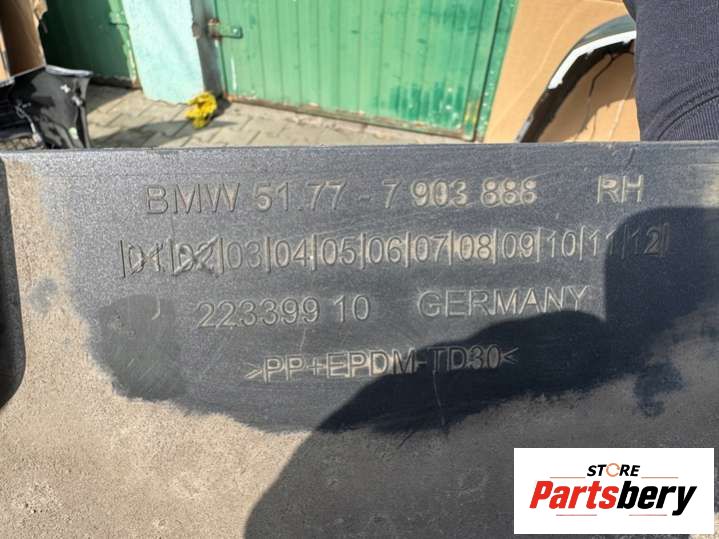 BMW 51.77 - 7 903 888 RH
|01|02|03|04|05|06|07|08|09|10|11|12|
223399 10 GERMANY
>PP+EPDM-TD30<
STORE
Partsbery